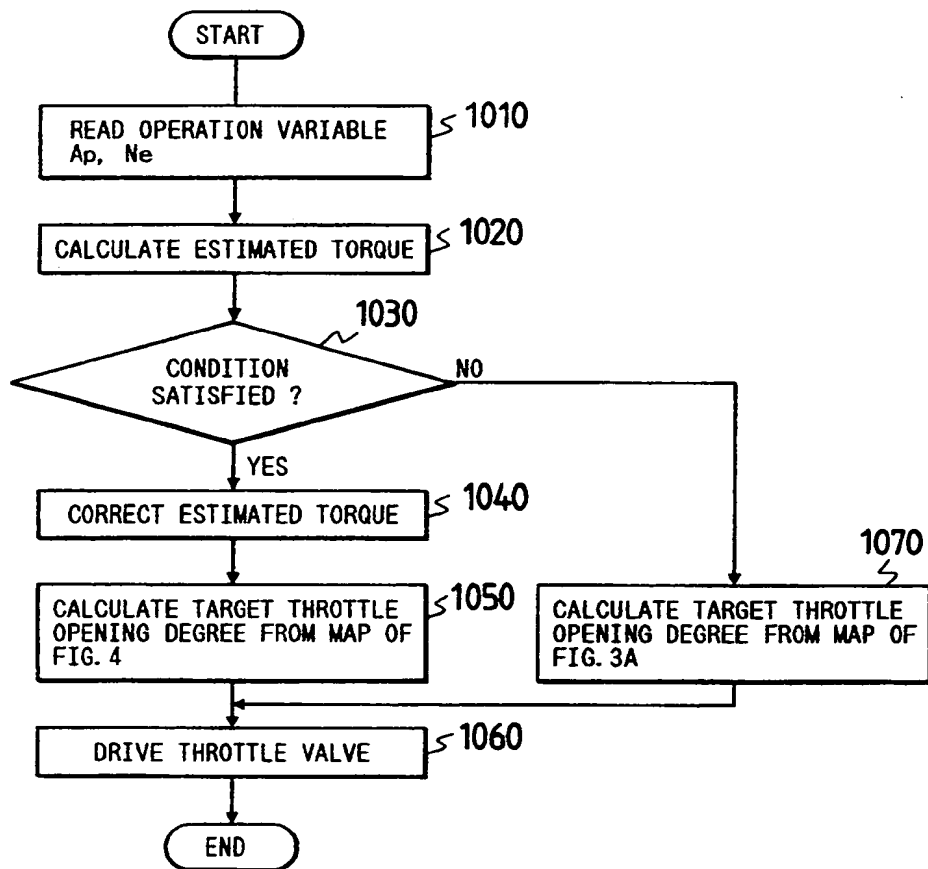 START
READ OPERATION VARIABLE
Ap, Ne
1010
CALCULATE ESTIMATED TORQUE
1020
1030
CONDITION
SATISFIED ?
NO
YES
CORRECT ESTIMATED TORQUE
1040
CALCULATE TARGET THROTTLE
OPENING DEGREE FROM MAP OF
FIG. 4
1050
1070
CALCULATE TARGET THROTTLE
OPENING DEGREE FROM MAP OF
FIG. 3A
DRIVE THROTTLE VALVE
1060
END